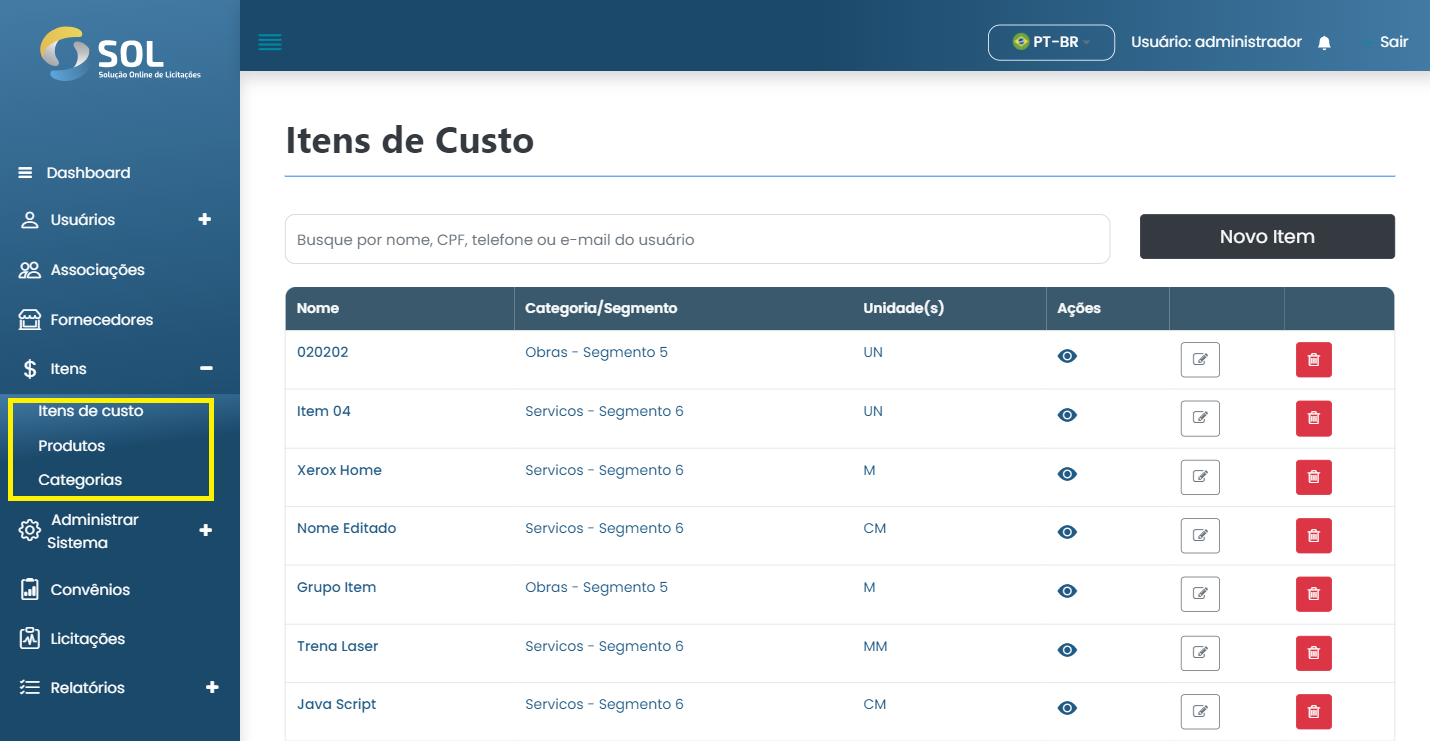 SOL
Solução Online de Licitações
PT-BR
Usuário: administrador
Sair
Dashboard
Usuários
Associações
Fornecedores
Itens
Itens de custo
Produtos
Categorias
Administrar
Sistema
Convênios
Licitações
Relatórios
Itens de Custo
Busque por nome, CPF, telefone ou e-mail do usuário
Novo Item
Nome Categoria/Segmento Unidade(s) Ações
020202 Obras - Segmento 5 UN
Item 04 Servicos - Segmento 6 UN
Xerox Home Servicos - Segmento 6 M
Nome Editado Servicos - Segmento 6 CM
Grupo Item Obras - Segmento 5 M
Trena Laser Servicos - Segmento 6 MM
Java Script Servicos - Segmento 6 CM